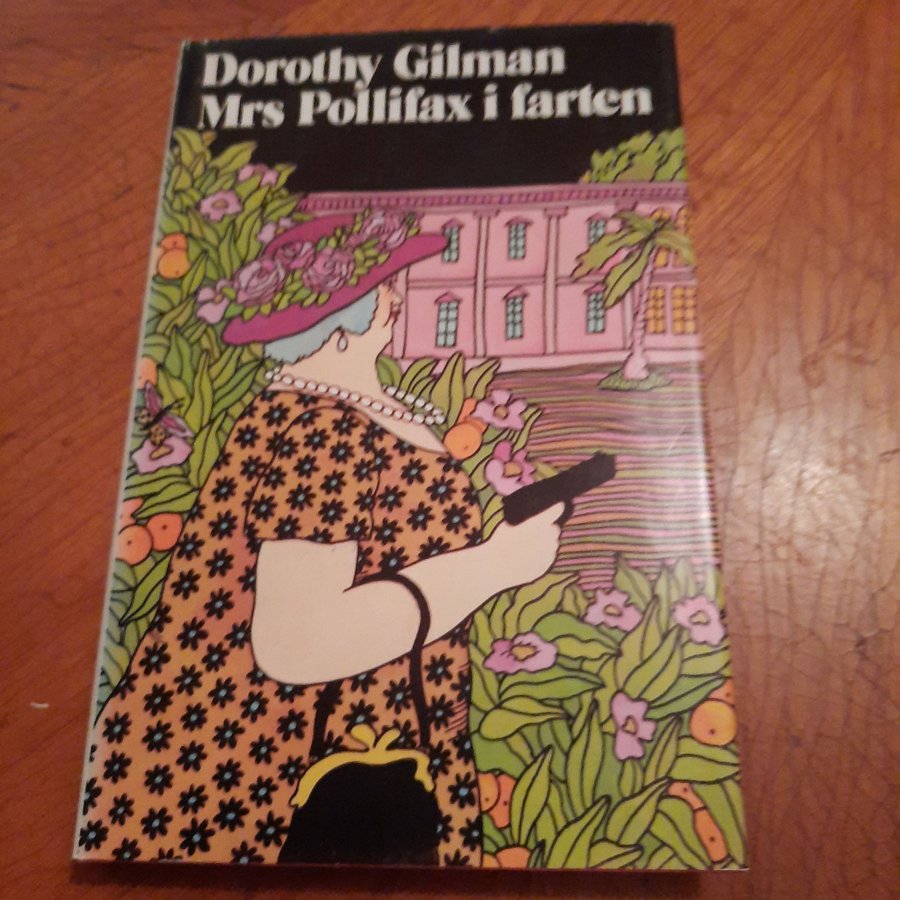 Dorothy Gilman
Mrs Pollifax i farten